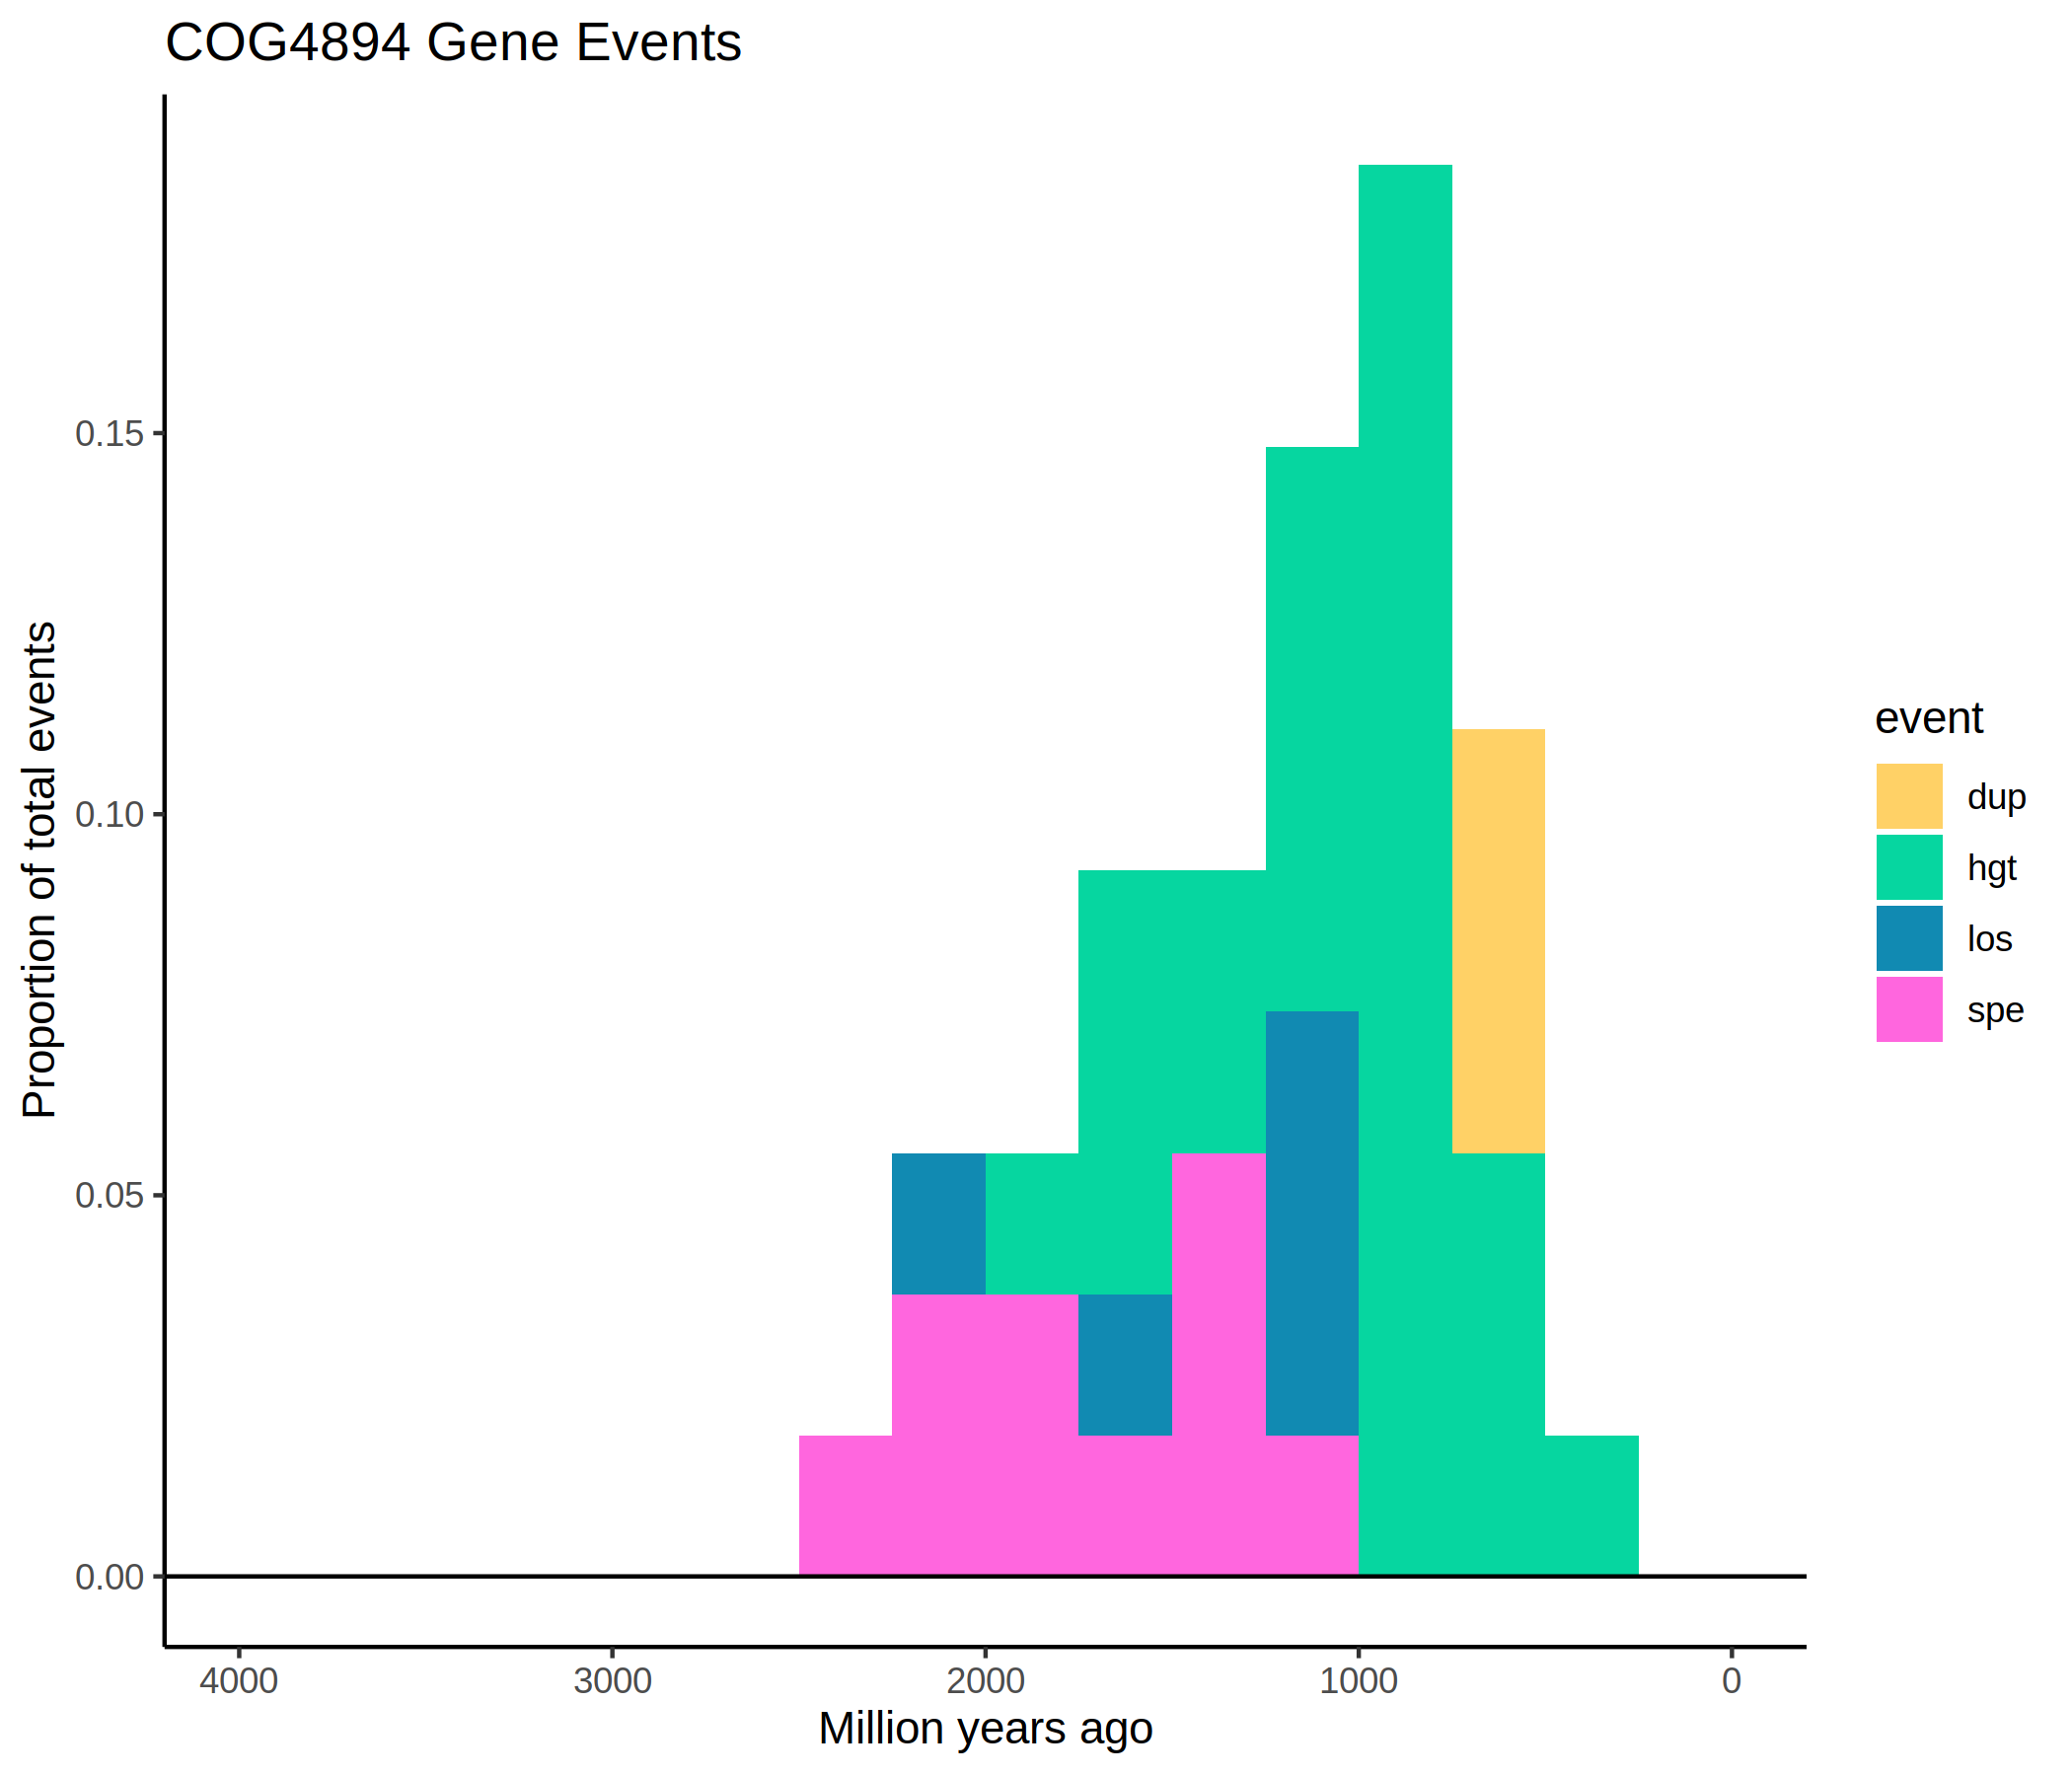 COG4894 Gene Events
Proportion of total events
0.15
0.10
0.05
0.00
4000 3000 2000 1000 0
Million years ago
event
dup
hgt
los
spe